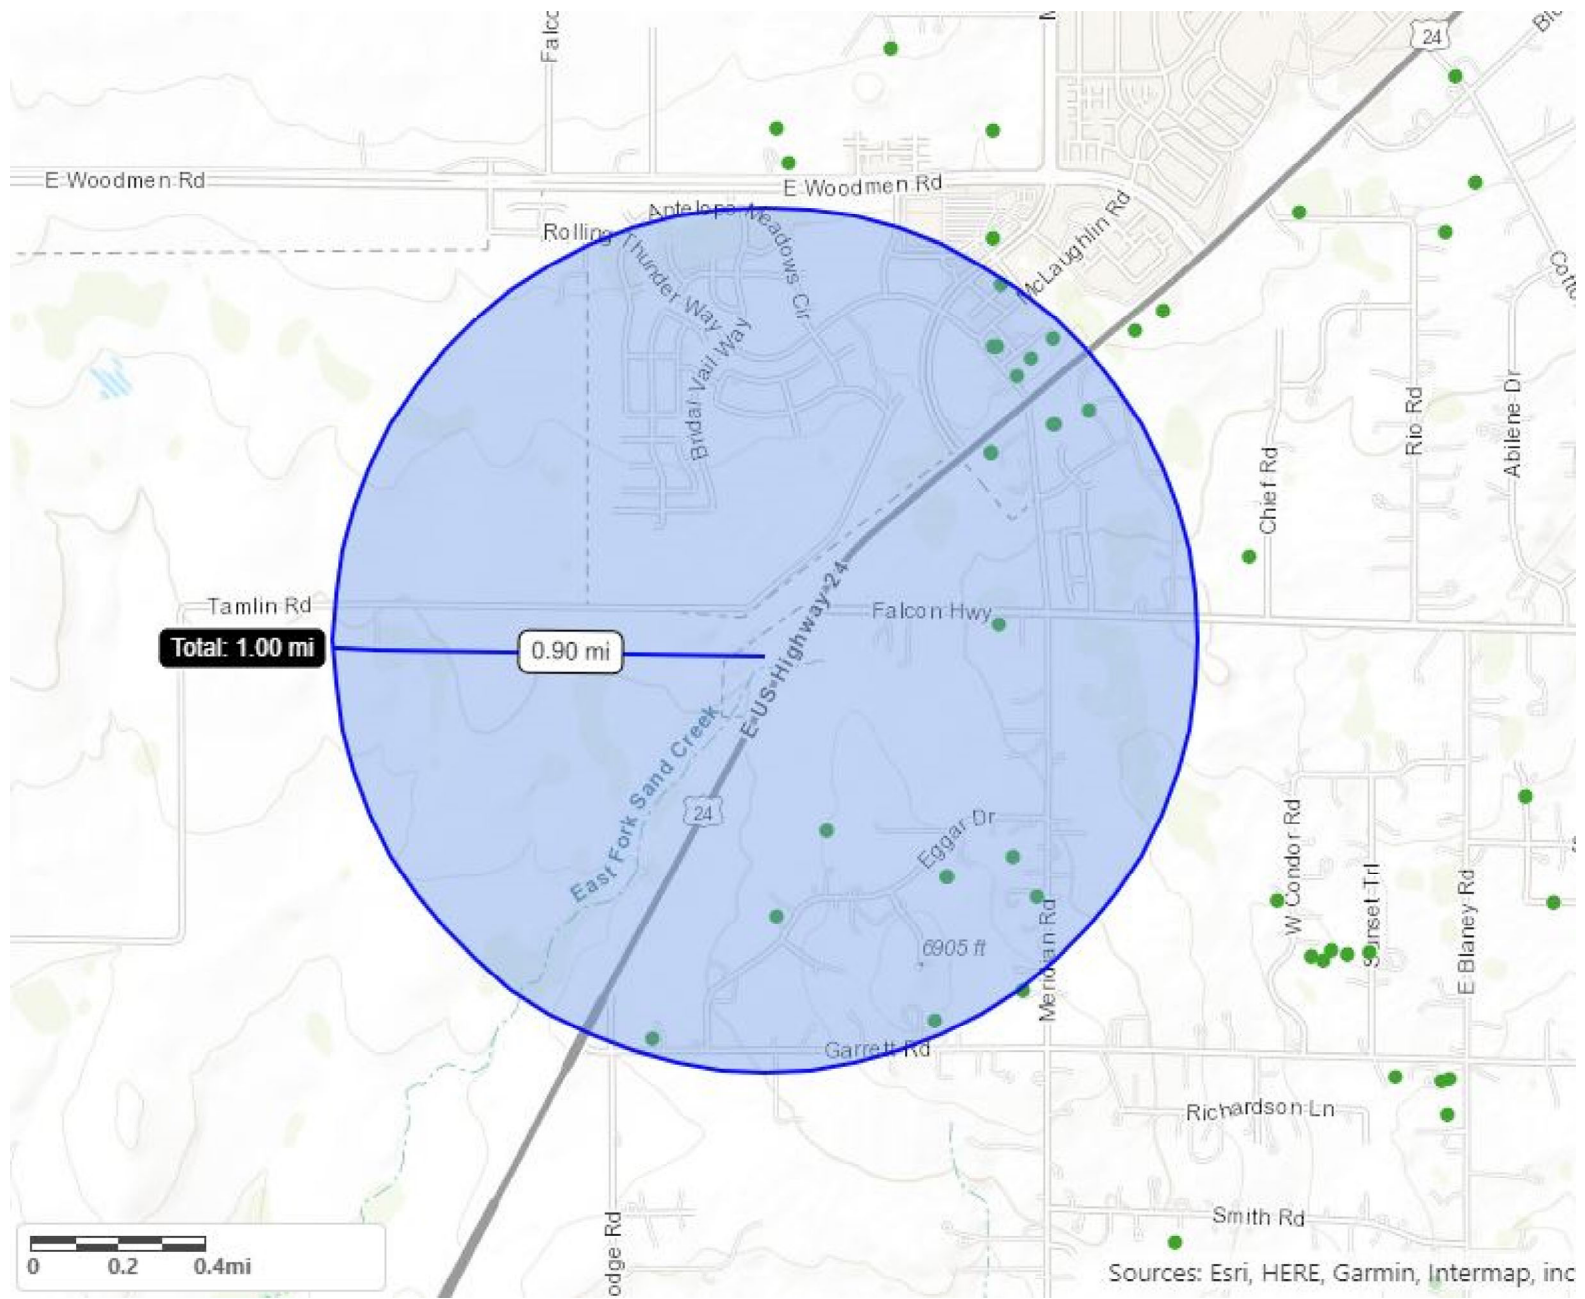 24
Falc
E Woodmen Rd
E Woodmen Rd
Antelope Meadows Cir
Rolling Thunder Way
McLaughlin Rd
Bridal Vail Way
Rio Rd
Abilene Dr
Chief Rd
Tamlin Rd
Falcon Hwy
Total: 1.00 mi
0.90 mi
E US Highway 24
East Fork Sand Creek
24
Eggar Dr
W Condor Rd
Sunset Trl
E Blaney Rd
6905 ft
Meridian Rd
Garrett Rd
Richardson Ln
odge Rd
Smith Rd
0 0.2 0.4mi
Sources: Esri, HERE, Garmin, Intermap, inc